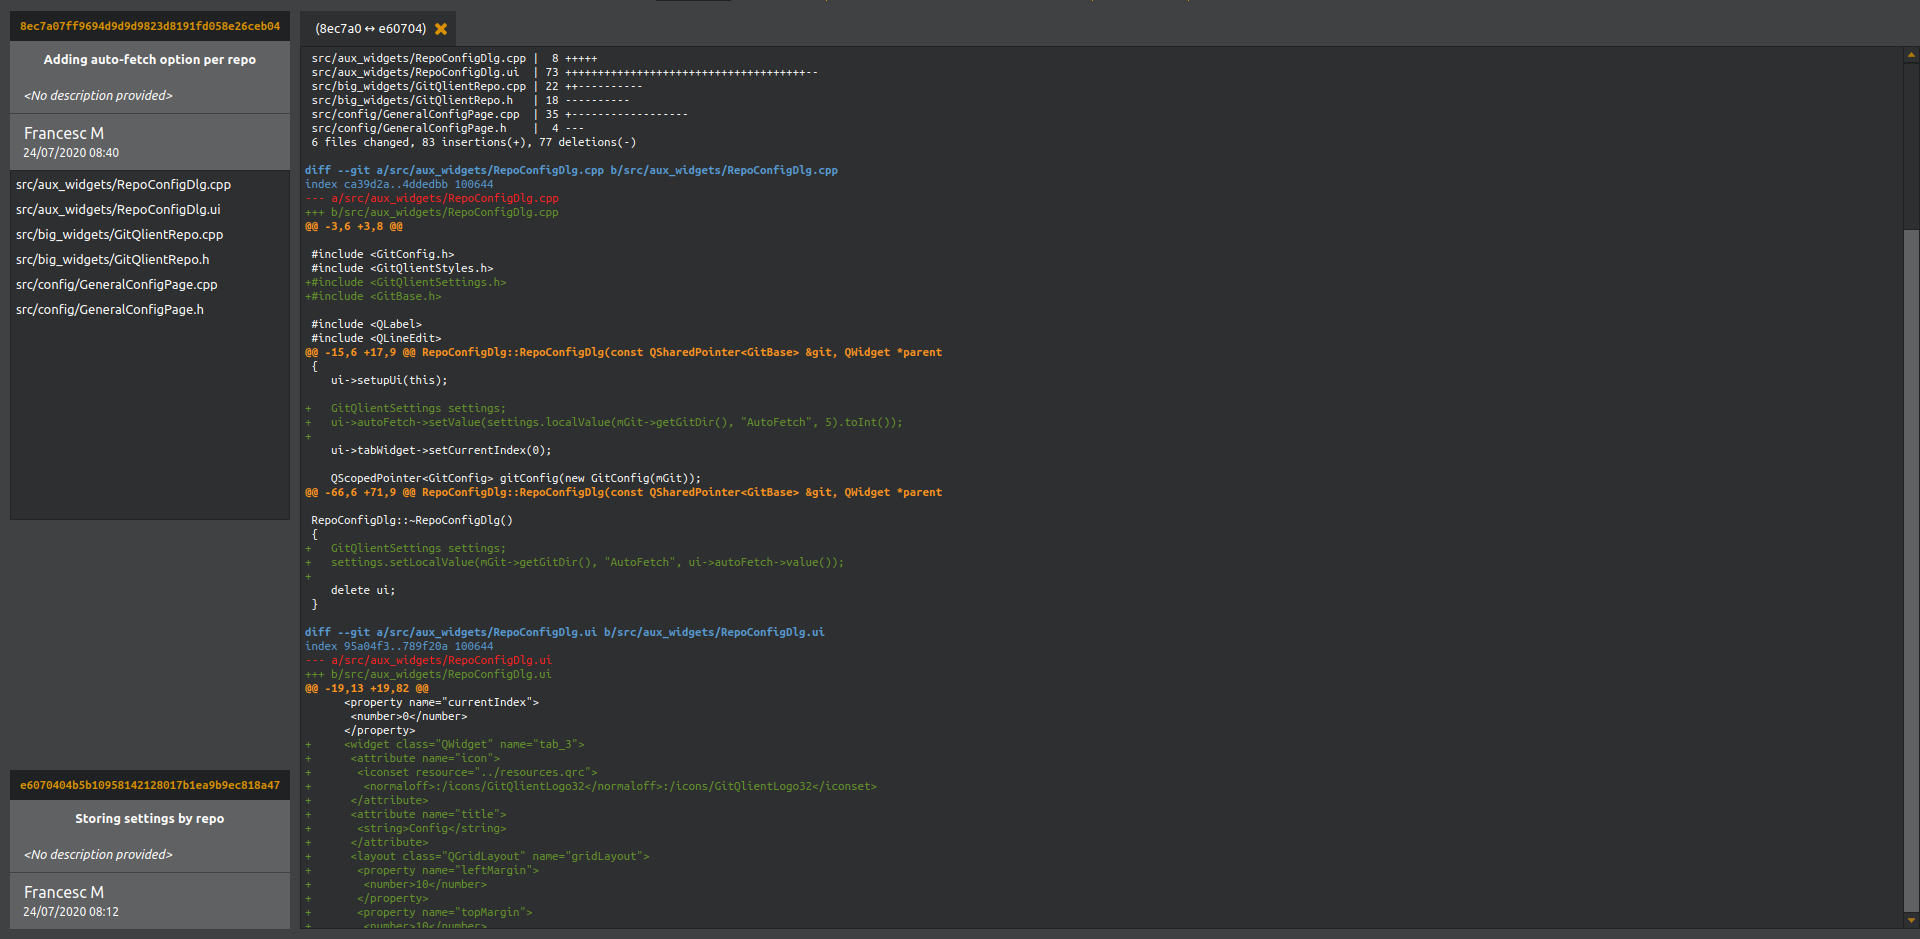 8ec7a07ff9694d9d9d9823d8191fd058e26ceb04
Adding auto-fetch option per repo
<No description provided>
Francesc M
24/07/2020 08:40
src/aux_widgets/RepoConfigDlg.cpp
src/aux_widgets/RepoConfigDlg.ui
src/big_widgets/GitQlientRepo.cpp
src/big_widgets/GitQlientRepo.h
src/config/GeneralConfigPage.cpp
src/config/GeneralConfigPage.h
e6070404b5b10958142128017b1ea9b9ec818a47
Storing settings by repo
<No description provided>
Francesc M
24/07/2020 08:12
(8ec7a0 ↔ e60704)
src/aux_widgets/RepoConfigDlg.cpp |  8 +++++
src/aux_widgets/RepoConfigDlg.ui  | 73 +++++++++++++++++++++++++++++++++++++--
src/big_widgets/GitQlientRepo.cpp | 22 ++----------
src/big_widgets/GitQlientRepo.h   | 18 ----------
src/config/GeneralConfigPage.cpp  | 35 +------------------
src/config/GeneralConfigPage.h    |  4 ---
6 files changed, 83 insertions(+), 77 deletions(-)
diff --git a/src/aux_widgets/RepoConfigDlg.cpp b/src/aux_widgets/RepoConfigDlg.cpp
index ca39d2a..4ddedbb 100644
--- a/src/aux_widgets/RepoConfigDlg.cpp
+++ b/src/aux_widgets/RepoConfigDlg.cpp
@@ -3,6 +3,8 @@
#include <GitConfig.h>
#include <GitQlientStyles.h>
+#include <GitQlientSettings.h>
+#include <GitBase.h>
#include <QLabel>
#include <QLineEdit>
@@ -15,6 +17,9 @@ RepoConfigDlg::RepoConfigDlg(const QSharedPointer<GitBase> &git, QWidget *parent
{
ui->setupUi(this);
+   GitQlientSettings settings;
+   ui->autoFetch->setValue(settings.localValue(mGit->getGitDir(), "AutoFetch", 5).toInt());
+
ui->tabWidget->setCurrentIndex(0);
QScopedPointer<GitConfig> gitConfig(new GitConfig(mGit));
@@ -66,6 +71,9 @@ RepoConfigDlg::RepoConfigDlg(const QSharedPointer<GitBase> &git, QWidget *parent
RepoConfigDlg::~RepoConfigDlg()
{
+   GitQlientSettings settings;
+   settings.setLocalValue(mGit->getGitDir(), "AutoFetch", ui->autoFetch->value());
+
delete ui;
}
diff --git a/src/aux_widgets/RepoConfigDlg.ui b/src/aux_widgets/RepoConfigDlg.ui
index 95a04f3..789f20a 100644
--- a/src/aux_widgets/RepoConfigDlg.ui
+++ b/src/aux_widgets/RepoConfigDlg.ui
@@ -19,13 +19,82 @@
<property name="currentIndex">
<number>0</number>
</property>
+     <widget class="QWidget" name="tab_3">
+      <attribute name="icon">
+       <iconset resource="../resources.qrc">
+        <normaloff>:/icons/GitQlientLogo32</normaloff>:/icons/GitQlientLogo32</iconset>
+      </attribute>
+      <attribute name="title">
+       <string>Config</string>
+      </attribute>
+      <layout class="QGridLayout" name="gridLayout">
+       <property name="leftMargin">
+        <number>10</number>
+       </property>
+       <property name="topMargin">
+        <number>10</number>